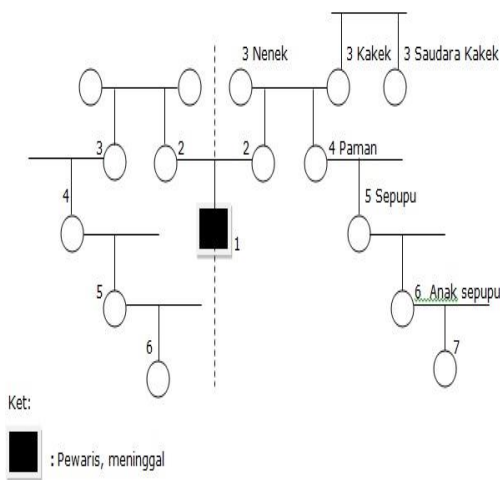 3 Nenek
3 Kakek
3 Saudara Kakek
3
2
2
4 Paman
4
5 Sepupu
1
5
6 Anak sepupu
6
7
Ket:
: Pewaris, meninggal